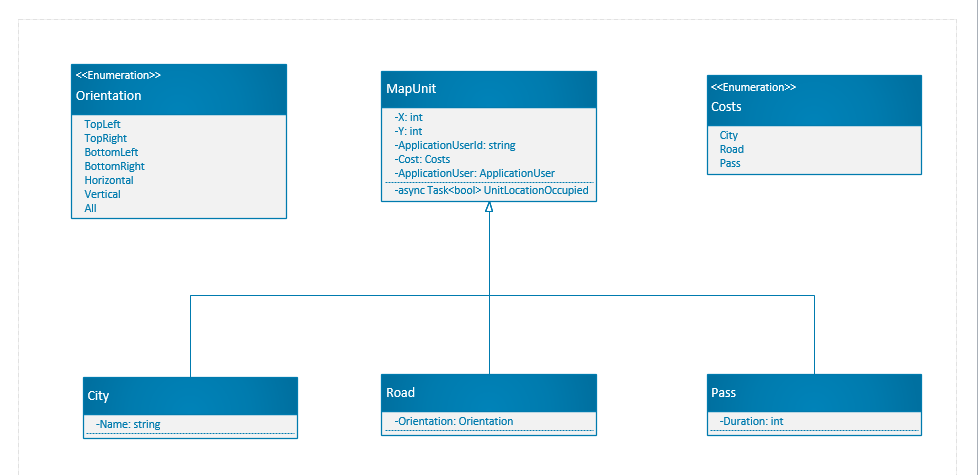 <<Enumeration>>
Orientation
TopLeft
TopRight
BottomLeft
BottomRight
Horizontal
Vertical
All
MapUnit
-X: int
-Y: int
-ApplicationUserId: string
-Cost: Costs
-ApplicationUser: ApplicationUser
-async Task<bool> UnitLocationOccupied
<<Enumeration>>
Costs
City
Road
Pass
City
-Name: string
Road
-Orientation: Orientation
Pass
-Duration: int